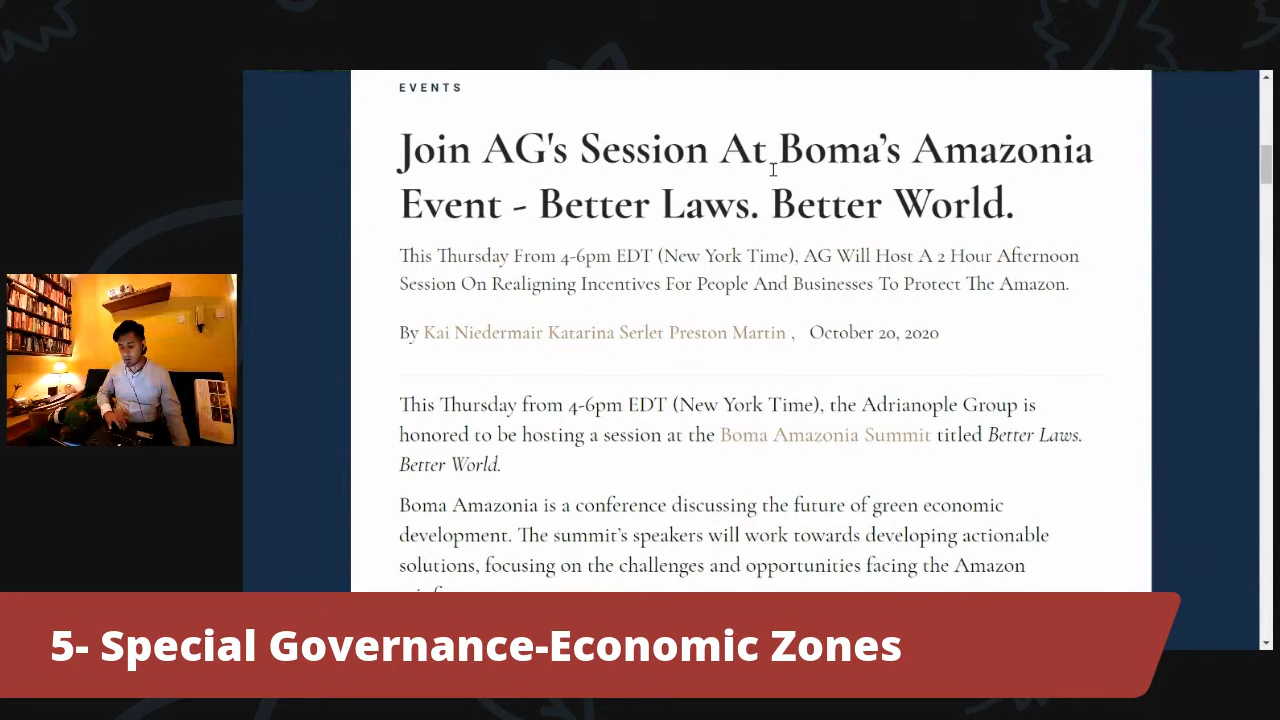 EVENTS
Join AG's Session At Boma's Amazonia
Event - Better Laws. Better World.
This Thursday From 4-6pm EDT (New York Time), AG Will Host A 2 Hour Afternoon
Session On Realigning Incentives For People And Businesses To Protect The Amazon.
By Kai Niedermair Katarina Serlet Preston Martin , October 20, 2020
This Thursday from 4-6pm EDT (New York Time), the Adrianople Group is
honored to be hosting a session at the Boma Amazonia Summit titled Better Laws.
Better World.
Boma Amazonia is a conference discussing the future of green economic
development. The summit's speakers will work towards developing actionable
solutions, focusing on the challenges and opportunities facing the Amazon
5- Special Governance-Economic Zones